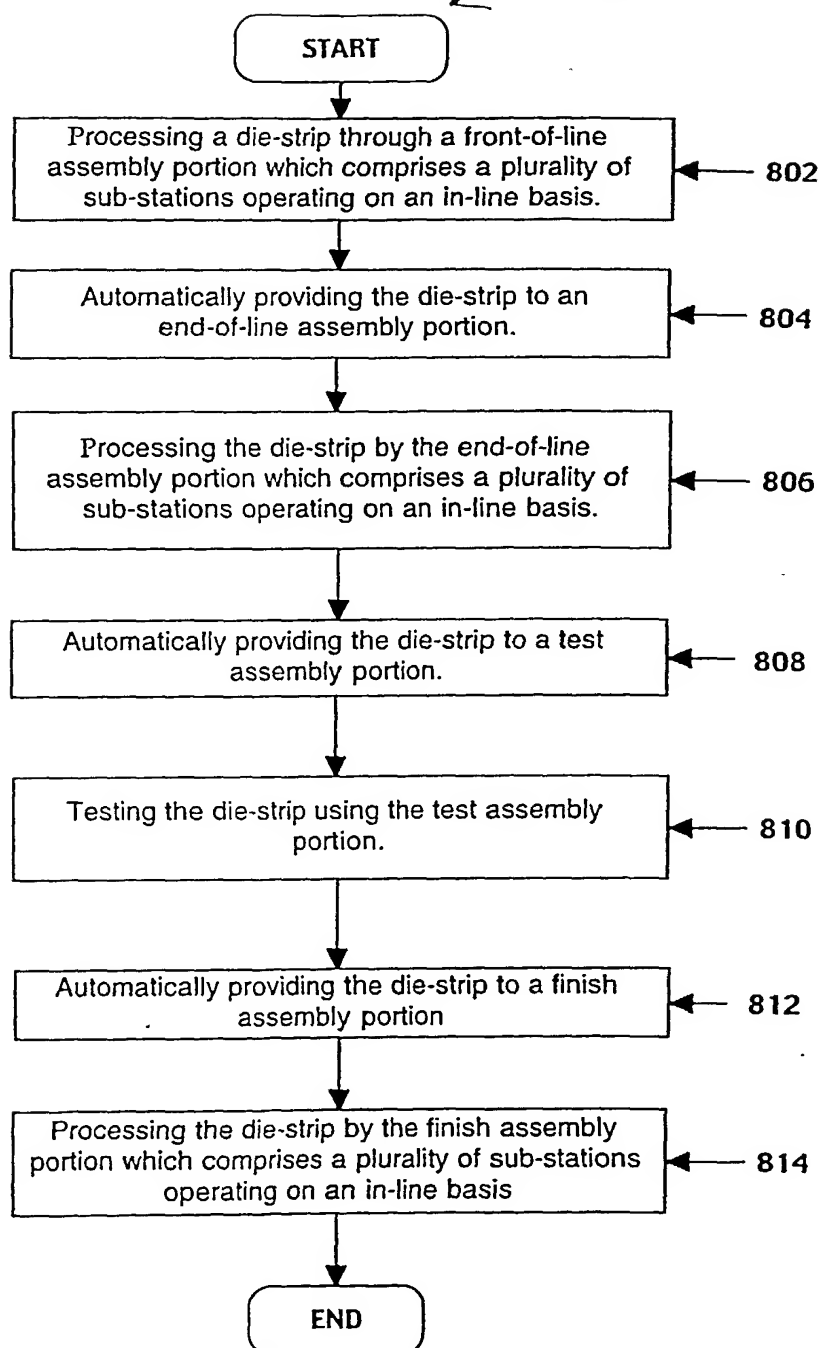 START
Processing a die-strip through a front-of-line
assembly portion which comprises a plurality of
sub-stations operating on an in-line basis.
802
Automatically providing the die-strip to an
end-of-line assembly portion.
804
Processing the die-strip by the end-of-line
assembly portion which comprises a plurality of
sub-stations operating on an in-line basis.
806
Automatically providing the die-strip to a test
assembly portion.
808
Testing the die-strip using the test assembly
portion.
810
Automatically providing the die-strip to a finish
assembly portion
812
Processing the die-strip by the finish assembly
portion which comprises a plurality of sub-stations
operating on an in-line basis
814
END